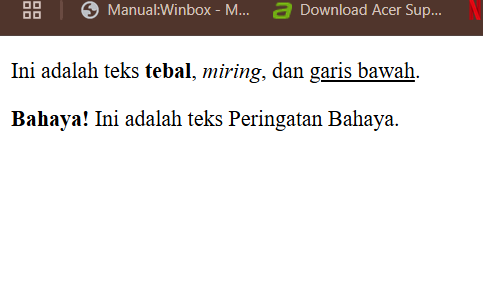 Manual:Winbox - M... Download Acer Sup...
Ini adalah teks tebal, miring, dan garis bawah.
Bahaya! Ini adalah teks Peringatan Bahaya.